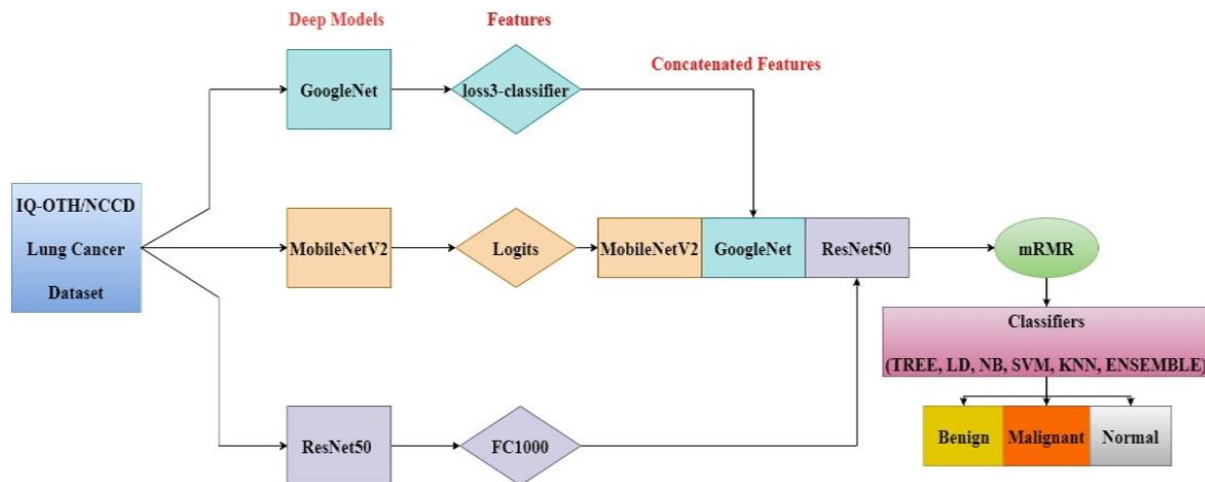 Deep Models
Features
Concatenated Features
GoogleNet
loss3-classifier
IQ-OTH/NCCD
Lung Cancer
Dataset
MobileNetV2
Logits
MobileNetV2
GoogleNet
ResNet50
mRMR
Classifiers
(TREE, LD, NB, SVM, KNN, ENSEMBLE)
ResNet50
FC1000
Benign
Malignant
Normal